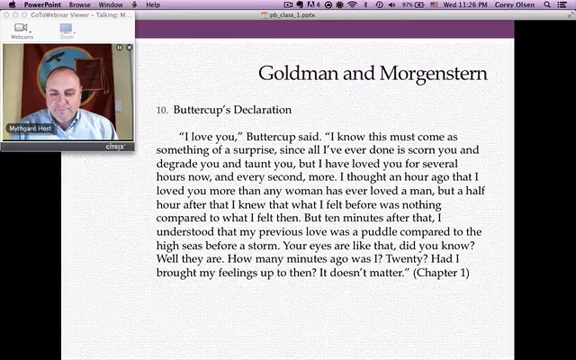 PowerPoint Browse Window Help
4
97%
Wed 11:26 PM Corey Olsen
GoToWebinar Viewer - Talking: M...
pb_class_1.pptx
Webcams
Zoom
Mythgard Host
CITRIX
Goldman and Morgenstern
10. Buttercup's Declaration
"I love you," Buttercup said. "I know this must come as
something of a surprise, since all I've ever done is scorn you and
degrade you and taunt you, but I have loved you for several
hours now, and every second, more. I thought an hour ago that I
loved you more than any woman has ever loved a man, but a half
hour after that I knew that what I felt before was nothing
compared to what I felt then. But ten minutes after that, I
understood that my previous love was a puddle compared to the
high seas before a storm. Your eyes are like that, did you know?
Well they are. How many minutes ago was I? Twenty? Had I
brought my feelings up to then? It doesn't matter." (Chapter 1)